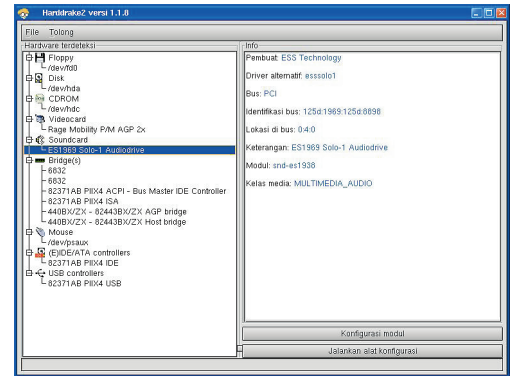 Harddrake2 versi 1.1.8
File Tolong
Hardware terdeteksi
Floppy
/dev/fd0
Disk
/dev/hda
CDROM
/dev/hdc
Videocard
Rage Mobility P/M AGP 2x
Soundcard
ES1969 Solo-1 Audiodrive
Bridge(s)
6832
6832
82371AB PIIX4 ACPI - Bus Master IDE Controller
82371AB PIIX4 ISA
440BX/ZX - 82443BX/ZX AGP bridge
440BX/ZX - 82443BX/ZX Host bridge
Mouse
/dev/psaux
(E)IDE/ATA controllers
82371AB PIIX4 IDE
USB controllers
82371AB PIIX4 USB
Info
Pembuat: ESS Technology
Driver alternatif: esssolo1
Bus: PCI
Identifikasi bus: 125d:1969:125d:8898
Lokasi di bus: 0:4:0
Keterangan: ES1969 Solo-1 Audiodrive
Modul: snd-es1938
Kelas media: MULTIMEDIA_AUDIO
Konfigurasi modul
Jalankan alat konfigurasi